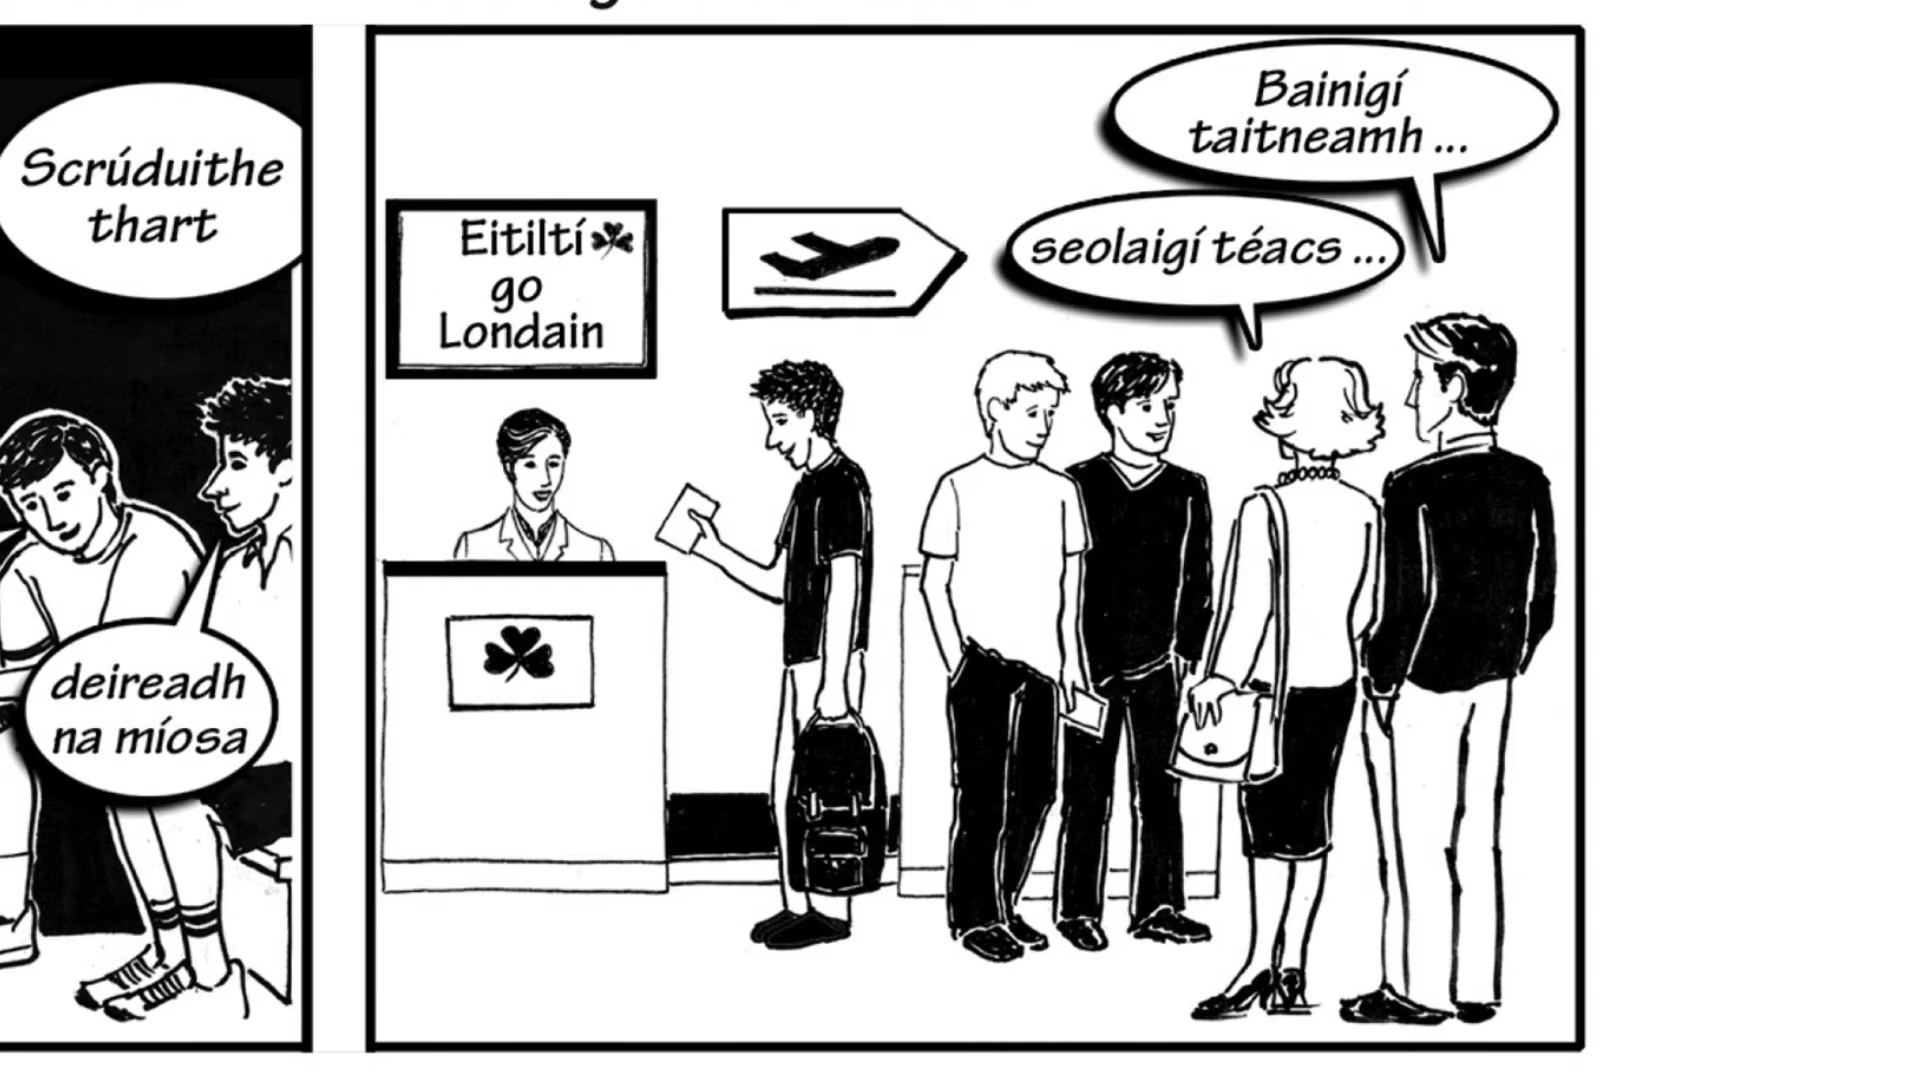 Scrúduithe
thart
deireadh
na míosa
Eitiltí
go
Londain
Bainigí
taitneamh ...
seolaigí téacs ...